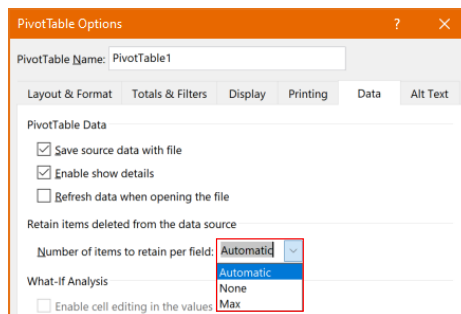 PivotTable Options ? ×
PivotTable Name: PivotTable1
Layout & Format Totals & Filters Display Printing Data Alt Text
PivotTable Data
Save source data with file
Enable show details
Refresh data when opening the file
Retain items deleted from the data source
Number of items to retain per field: Automatic
Automatic
None
Max
What-If Analysis
Enable cell editing in the values